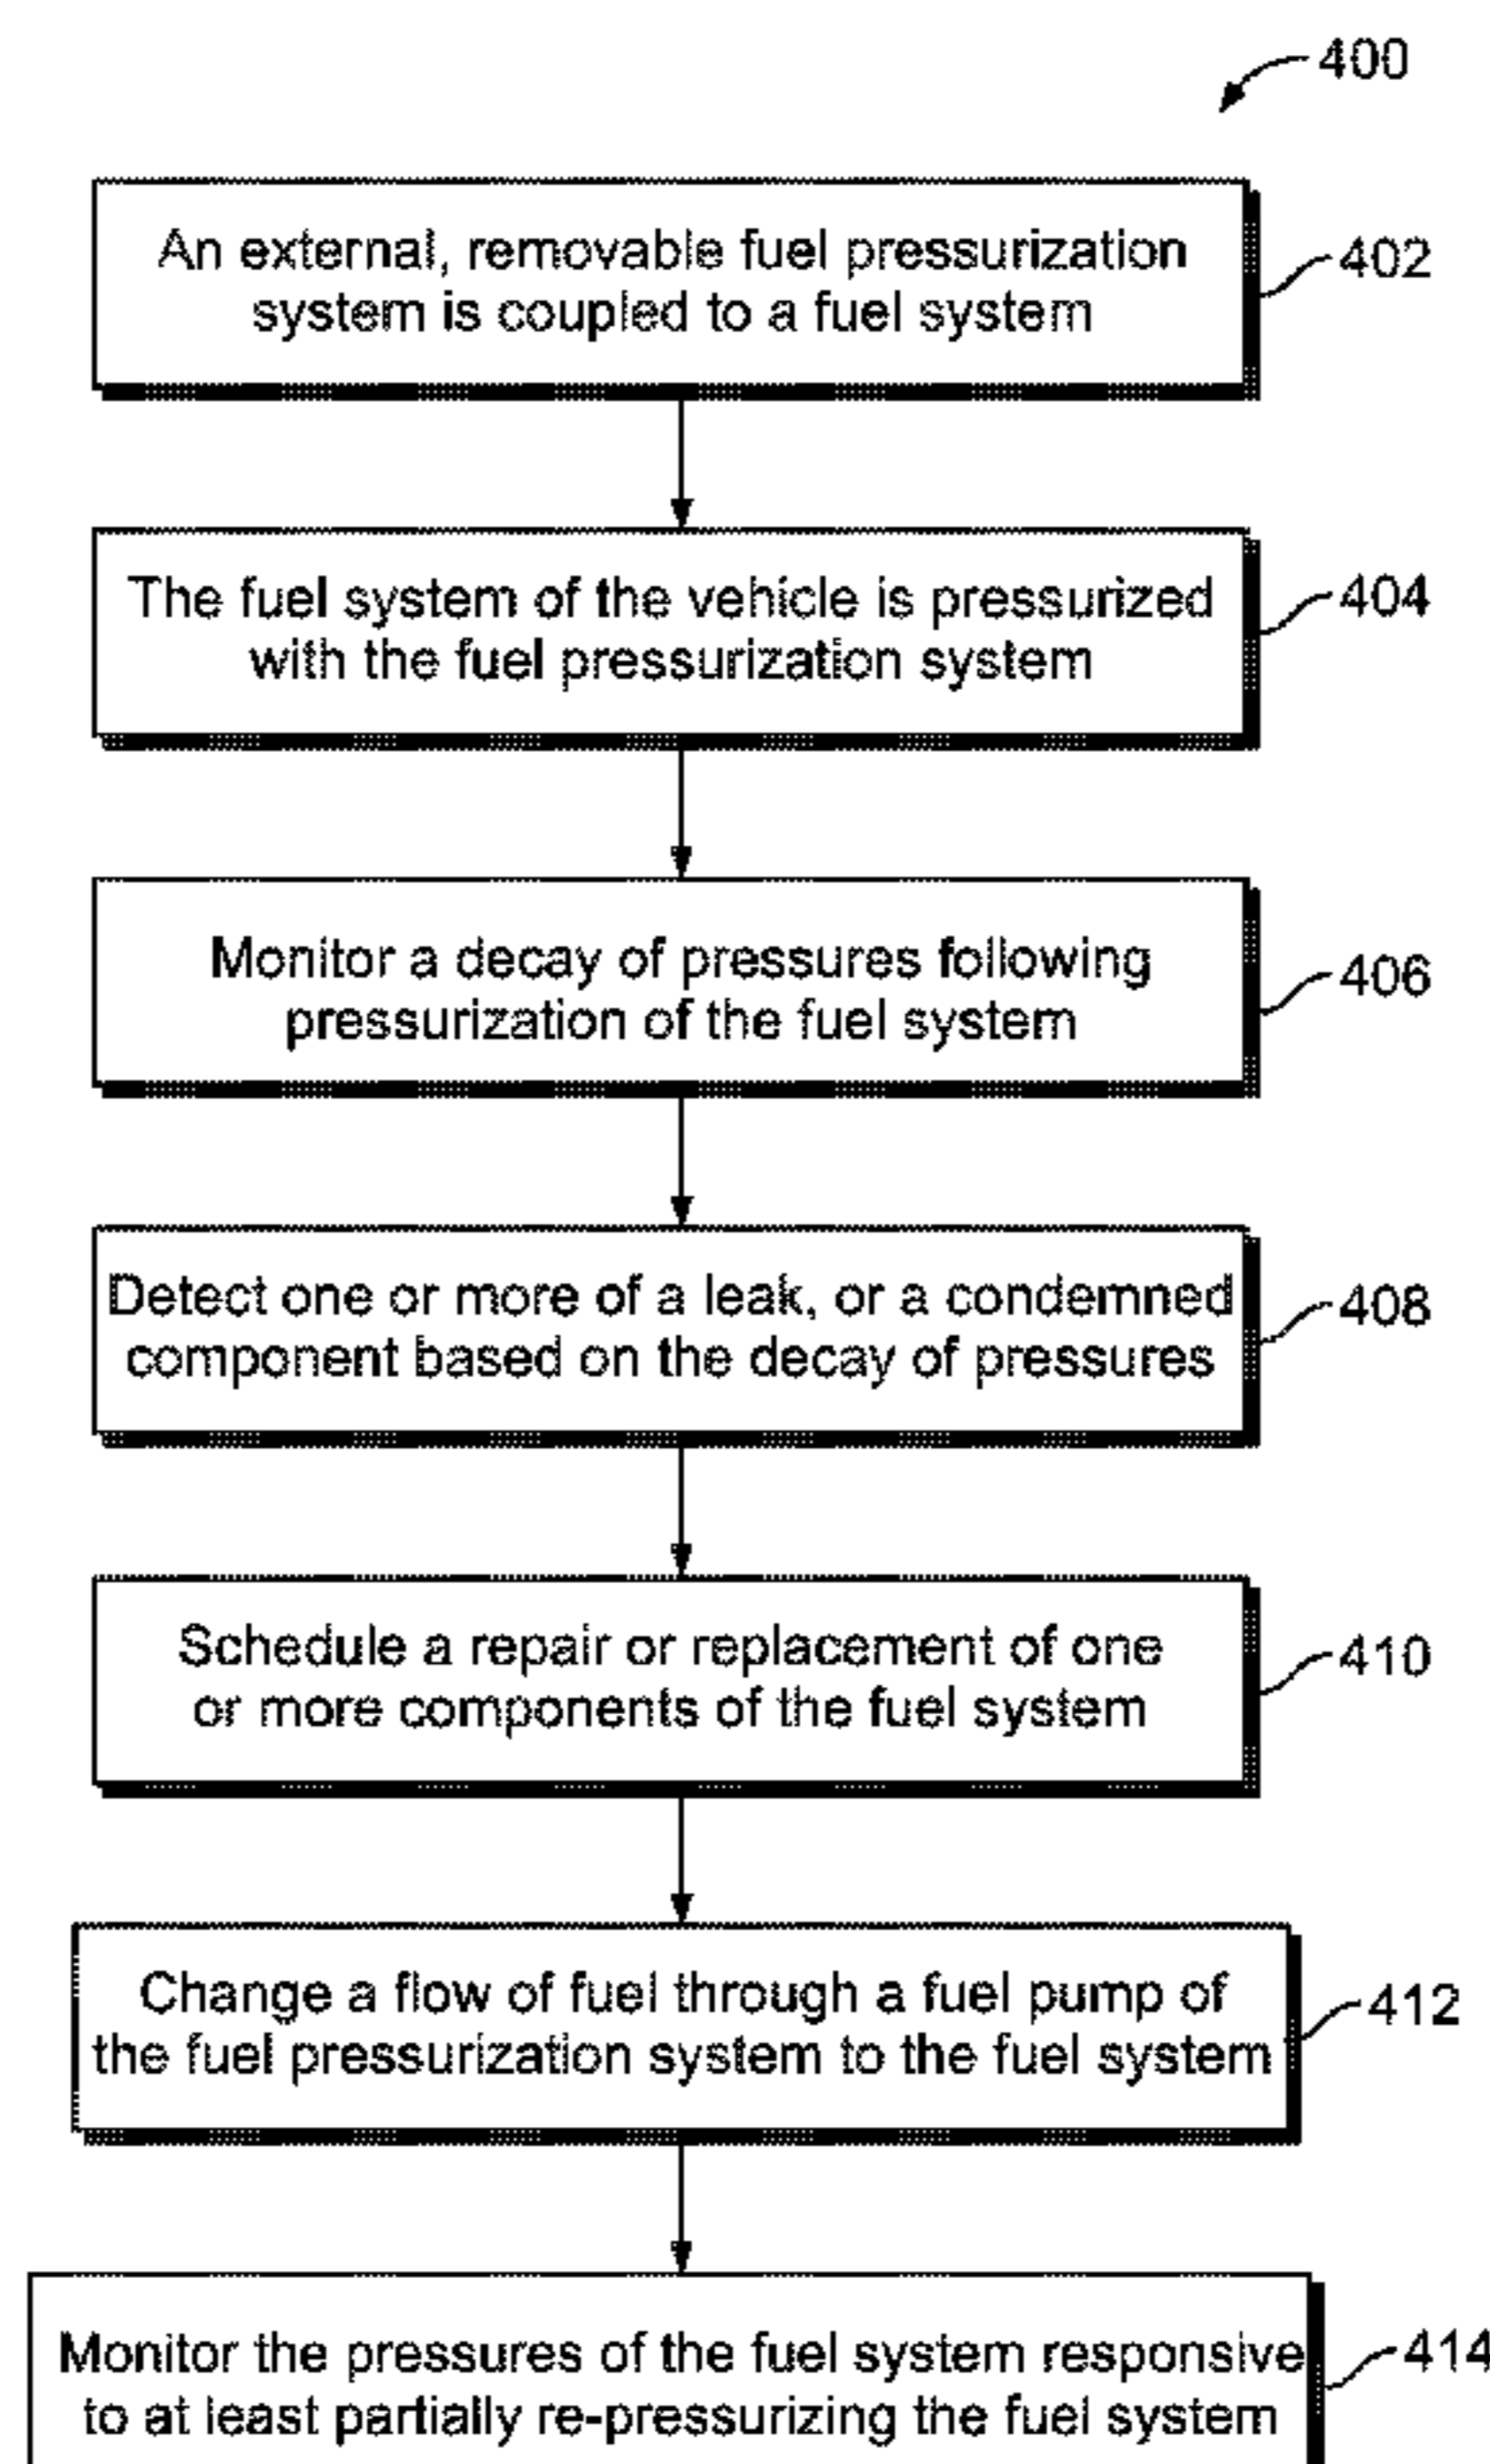 400
An external, removable fuel pressurization
system is coupled to a fuel system
402
The fuel system of the vehicle is pressurized
with the fuel pressurization system
404
Monitor a decay of pressures following
pressurization of the fuel system
406
Detect one or more of a leak, or a condemned
component based on the decay of pressures
408
Schedule a repair or replacement of one
or more components of the fuel system
410
Change a flow of fuel through a fuel pump of
the fuel pressurization system to the fuel system
412
Monitor the pressures of the fuel system responsive
to at least partially re-pressurizing the fuel system
414